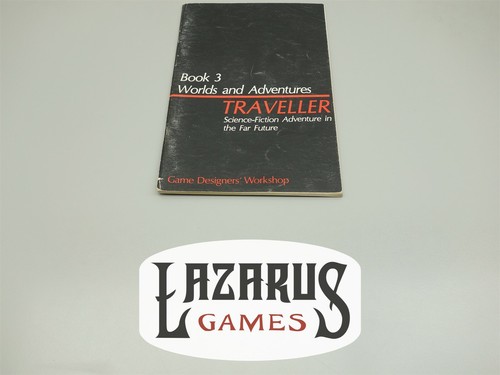 Book 3
Worlds and Adventures
TRAVELLER
Science-Fiction Adventure in
the Far Future
Game Designers' Workshop
LAZARUS
GAMES